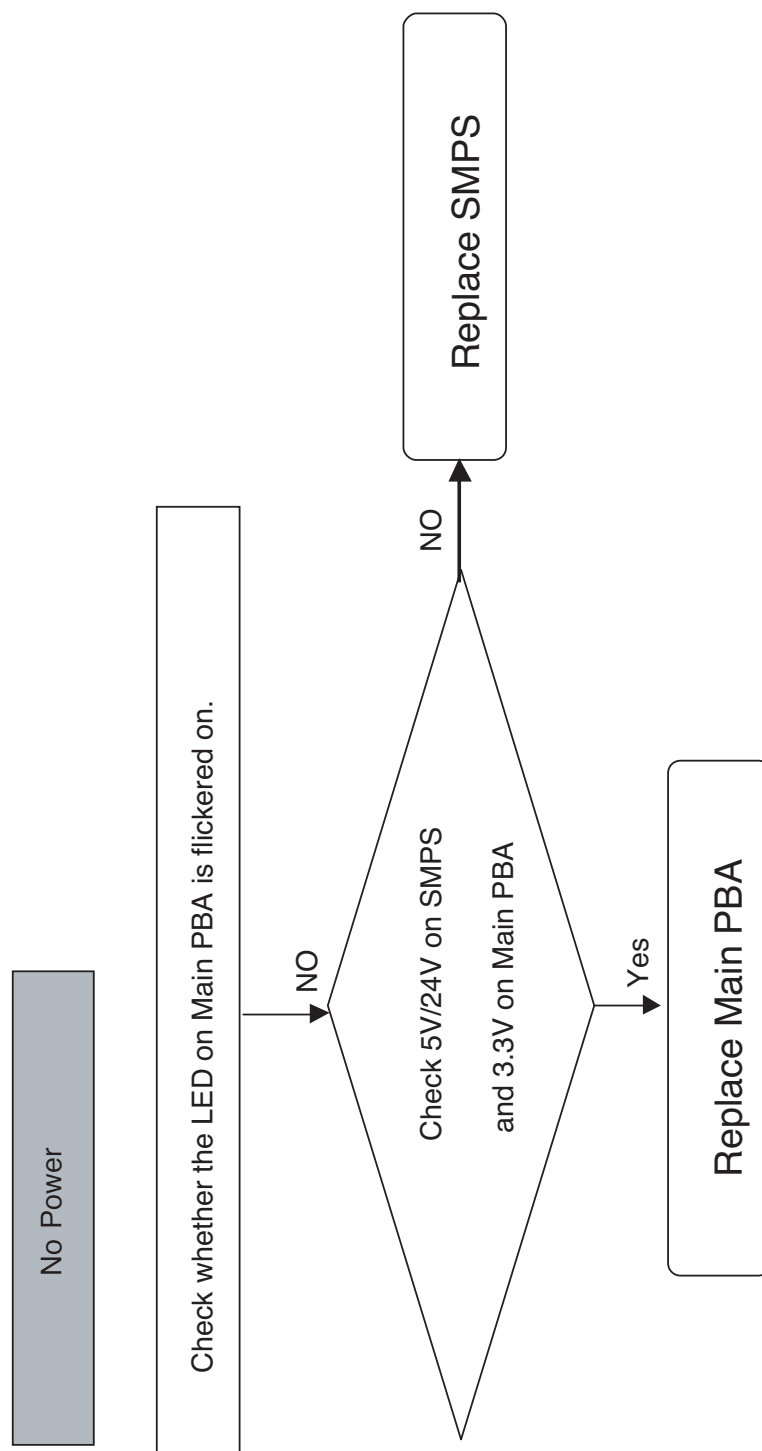 No Power
Check whether the LED on Main PBA is flickered on.
NO
Check 5V/24V on SMPS
and 3.3V on Main PBA
NO
Replace SMPS
Yes
Replace Main PBA